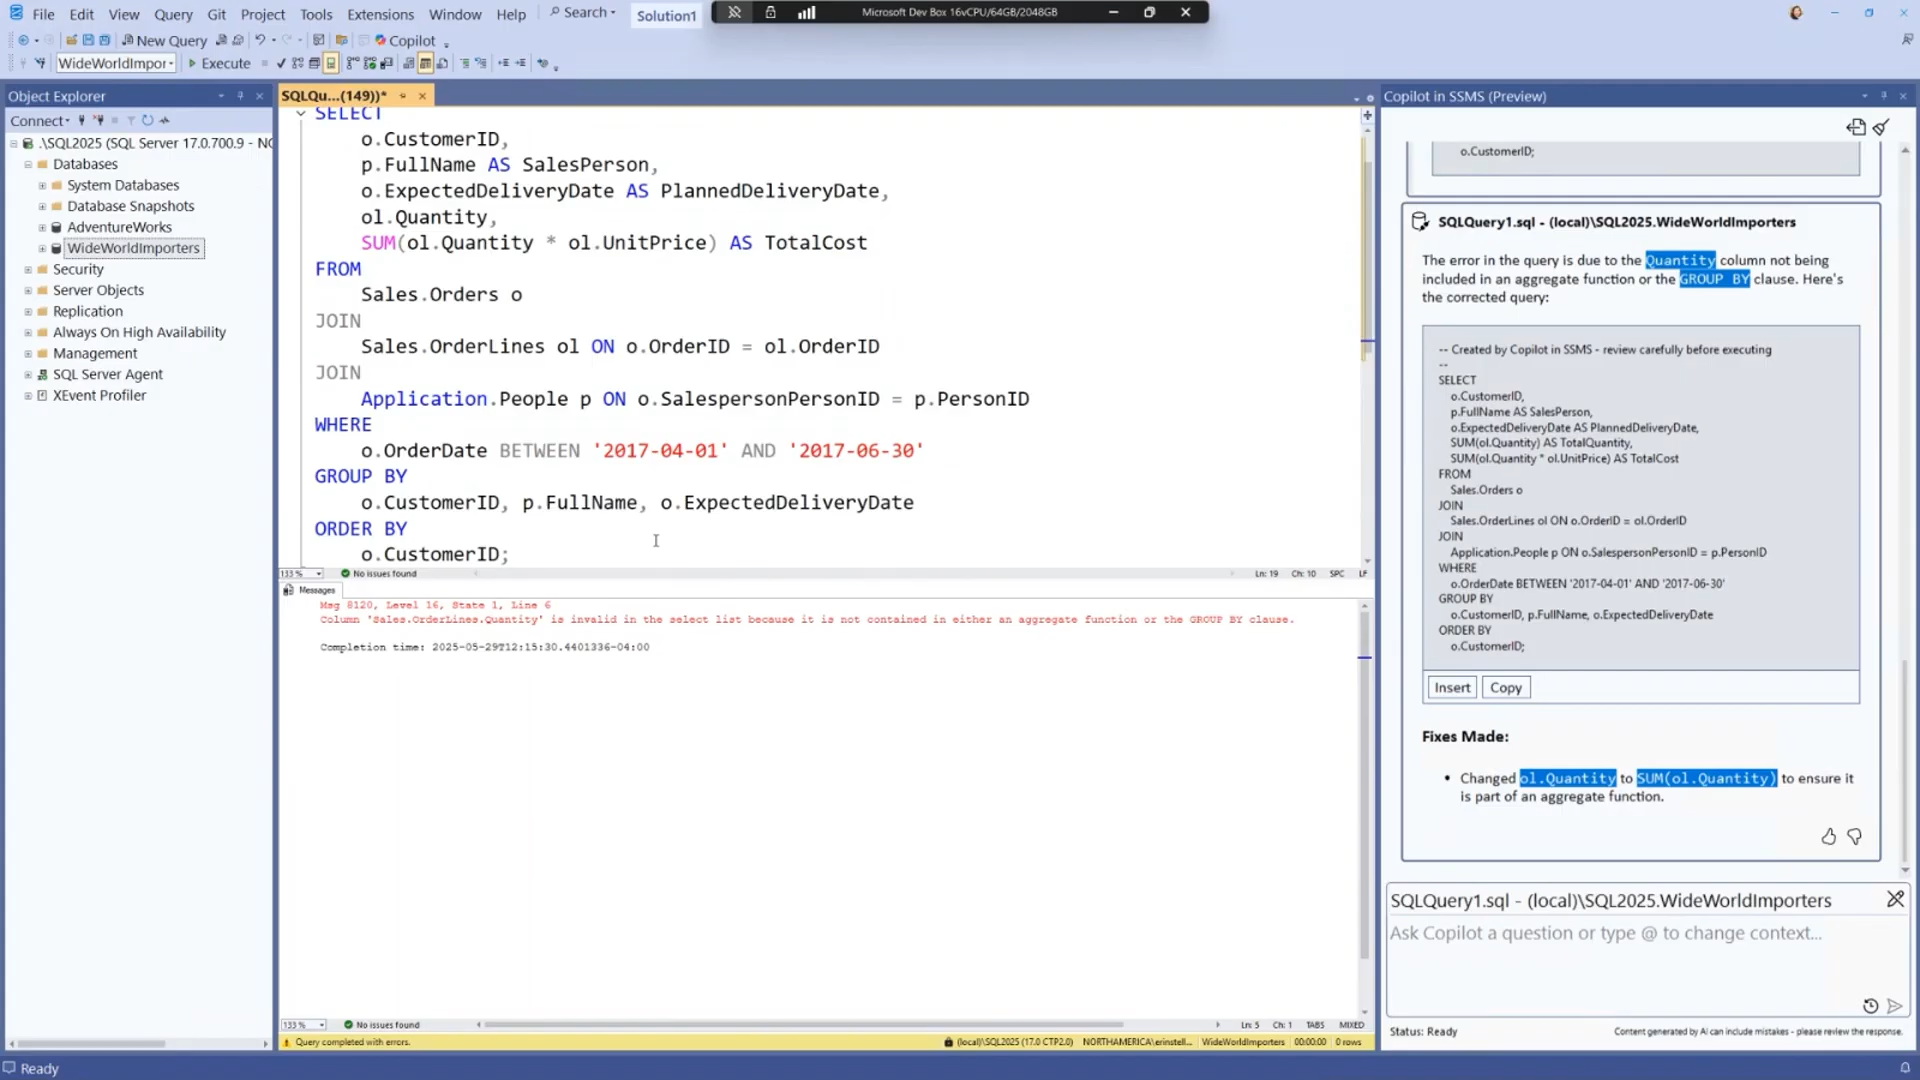 File Edit View Query Git Project Tools Extensions Window Help Search Solution1
Microsoft Dev Box 16vCPU/64GB/2048GB
New Query Copilot
WideWorldImpor Execute
Object Explorer
Connect
.\SQL2025 (SQL Server 17.0.700.9 - NO
Databases
System Databases
Database Snapshots
AdventureWorks
WideWorldImporters
Security
Server Objects
Replication
Always On High Availability
Management
SQL Server Agent
XEvent Profiler
SQLQu...(149))*
SELECT
o.CustomerID,
p.FullName AS SalesPerson,
o.ExpectedDeliveryDate AS PlannedDeliveryDate,
ol.Quantity,
SUM(ol.Quantity * ol.UnitPrice) AS TotalCost
FROM
Sales.Orders o
JOIN
Sales.OrderLines ol ON o.OrderID = ol.OrderID
JOIN
Application.People p ON o.SalespersonPersonID = p.PersonID
WHERE
o.OrderDate BETWEEN '2017-04-01' AND '2017-06-30'
GROUP BY
o.CustomerID, p.FullName, o.ExpectedDeliveryDate
ORDER BY
o.CustomerID;
133 % No issues found Ln: 19 Ch: 10 SPC LF
Messages
Msg 8120, Level 16, State 1, Line 6
Column 'Sales.OrderLines.Quantity' is invalid in the select list because it is not contained in either an aggregate function or the GROUP BY clause.
Completion time: 2025-05-29T12:15:30.4401336-04:00
133 % No issues found Ln: 5 Ch: 1 TABS MIXED
Query completed with errors. (local)\SQL2025 (17.0 CTP2.0) NORTHAMERICA\erinstell... WideWorldImporters 00:00:00 0 rows
Copilot in SSMS (Preview)
o.CustomerID;
SQLQuery1.sql - (local)\SQL2025.WideWorldImporters
The error in the query is due to the Quantity column not being
included in an aggregate function or the GROUP BY clause. Here's
the corrected query:
-- Created by Copilot in SSMS - review carefully before executing
--
SELECT
o.CustomerID,
p.FullName AS SalesPerson,
o.ExpectedDeliveryDate AS PlannedDeliveryDate,
SUM(ol.Quantity) AS TotalQuantity,
SUM(ol.Quantity * ol.UnitPrice) AS TotalCost
FROM
Sales.Orders o
JOIN
Sales.OrderLines ol ON o.OrderID = ol.OrderID
JOIN
Application.People p ON o.SalespersonPersonID = p.PersonID
WHERE
o.OrderDate BETWEEN '2017-04-01' AND '2017-06-30'
GROUP BY
o.CustomerID, p.FullName, o.ExpectedDeliveryDate
ORDER BY
o.CustomerID;
Insert Copy
Fixes Made:
• Changed ol.Quantity to SUM(ol.Quantity) to ensure it
is part of an aggregate function.
SQLQuery1.sql - (local)\SQL2025.WideWorldImporters
Ask Copilot a question or type @ to change context...
Status: Ready Content generated by AI can include mistakes - please review the response.
Ready